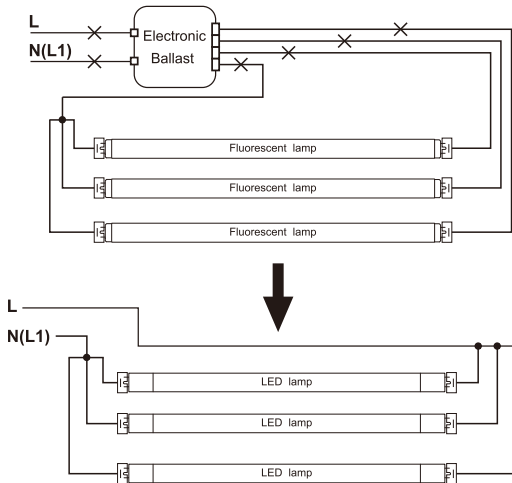 L
N(L1)
Electronic
Ballast
Fluorescent lamp
Fluorescent lamp
Fluorescent lamp
L
N(L1)
LED lamp
LED lamp
LED lamp